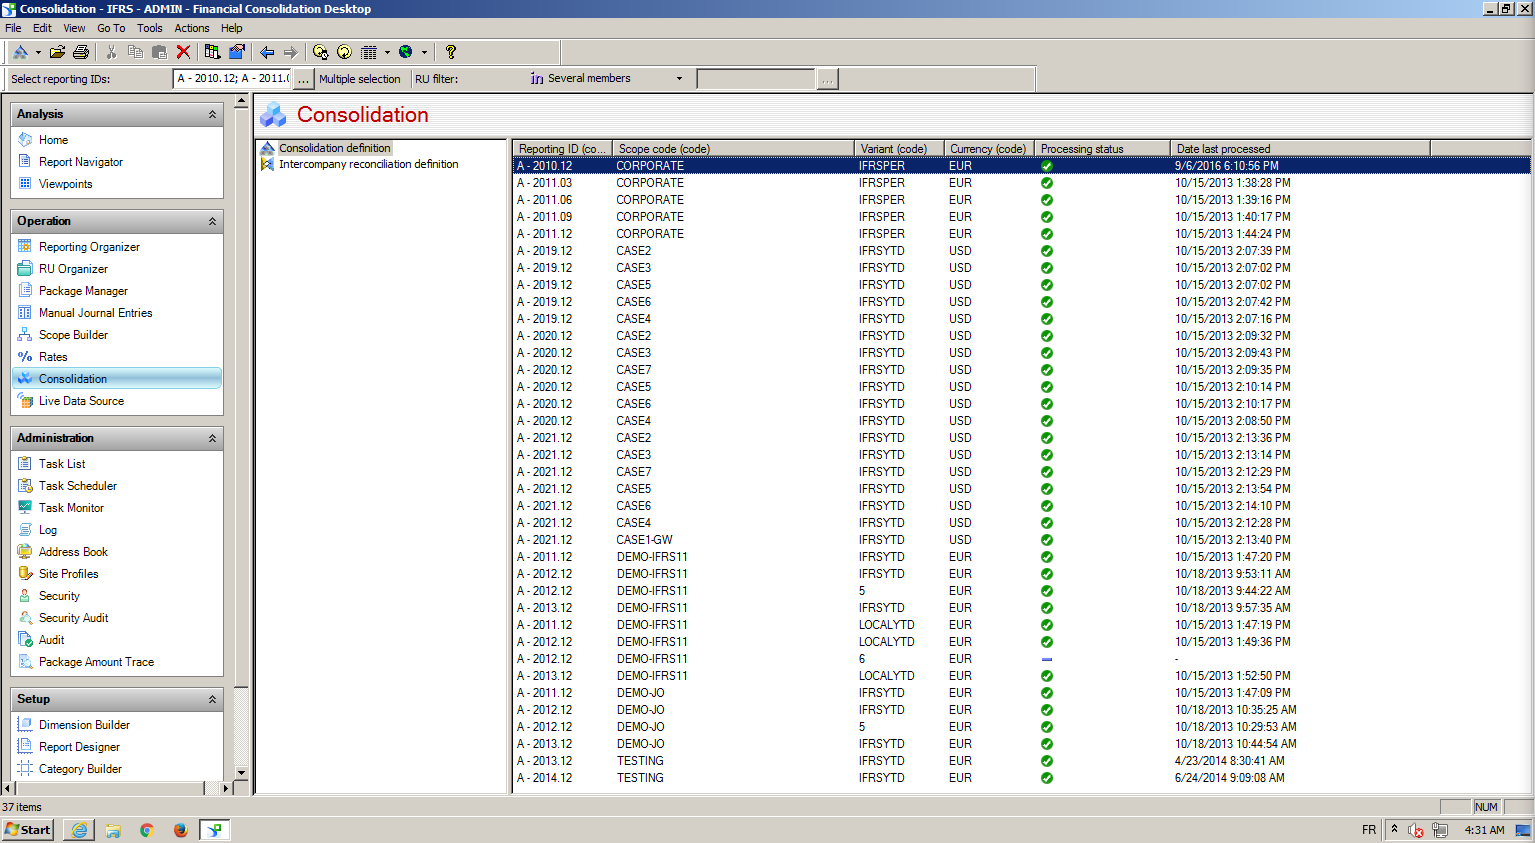 Consolidation - IFRS - ADMIN - Financial Consolidation Desktop
File Edit View Go To Tools Actions Help
Select reporting IDs: A - 2010.12; A - 2011.0 ... Multiple selection RU filter: in Several members ...
Analysis
Home
Report Navigator
Viewpoints
Operation
Reporting Organizer
RU Organizer
Package Manager
Manual Journal Entries
Scope Builder
% Rates
Consolidation
Live Data Source
Administration
Task List
Task Scheduler
Task Monitor
Log
Address Book
Site Profiles
Security
Security Audit
Audit
Package Amount Trace
Setup
Dimension Builder
Report Designer
Category Builder
Consolidation
Consolidation definition
Intercompany reconciliation definition
Reporting ID (co... Scope code (code) Variant (code) Currency (code) Processing status Date last processed
A - 2010.12 CORPORATE IFRSPER EUR 9/6/2016 6:10:56 PM
A - 2011.03 CORPORATE IFRSPER EUR 10/15/2013 1:38:28 PM
A - 2011.06 CORPORATE IFRSPER EUR 10/15/2013 1:39:16 PM
A - 2011.09 CORPORATE IFRSPER EUR 10/15/2013 1:40:17 PM
A - 2011.12 CORPORATE IFRSPER EUR 10/15/2013 1:44:24 PM
A - 2019.12 CASE2 IFRSYTD USD 10/15/2013 2:07:39 PM
A - 2019.12 CASE3 IFRSYTD USD 10/15/2013 2:07:02 PM
A - 2019.12 CASE5 IFRSYTD USD 10/15/2013 2:07:02 PM
A - 2019.12 CASE6 IFRSYTD USD 10/15/2013 2:07:42 PM
A - 2019.12 CASE4 IFRSYTD USD 10/15/2013 2:07:16 PM
A - 2020.12 CASE2 IFRSYTD USD 10/15/2013 2:09:32 PM
A - 2020.12 CASE3 IFRSYTD USD 10/15/2013 2:09:43 PM
A - 2020.12 CASE7 IFRSYTD USD 10/15/2013 2:09:35 PM
A - 2020.12 CASE5 IFRSYTD USD 10/15/2013 2:10:14 PM
A - 2020.12 CASE6 IFRSYTD USD 10/15/2013 2:10:17 PM
A - 2020.12 CASE4 IFRSYTD USD 10/15/2013 2:08:50 PM
A - 2021.12 CASE2 IFRSYTD USD 10/15/2013 2:13:36 PM
A - 2021.12 CASE3 IFRSYTD USD 10/15/2013 2:13:14 PM
A - 2021.12 CASE7 IFRSYTD USD 10/15/2013 2:12:29 PM
A - 2021.12 CASE5 IFRSYTD USD 10/15/2013 2:13:54 PM
A - 2021.12 CASE6 IFRSYTD USD 10/15/2013 2:14:10 PM
A - 2021.12 CASE4 IFRSYTD USD 10/15/2013 2:12:28 PM
A - 2021.12 CASE1-GW IFRSYTD USD 10/15/2013 2:13:40 PM
A - 2011.12 DEMO-IFRS11 IFRSYTD EUR 10/15/2013 1:47:20 PM
A - 2012.12 DEMO-IFRS11 IFRSYTD EUR 10/18/2013 9:53:11 AM
A - 2012.12 DEMO-IFRS11 5 EUR 10/18/2013 9:44:22 AM
A - 2013.12 DEMO-IFRS11 IFRSYTD EUR 10/18/2013 9:57:35 AM
A - 2011.12 DEMO-IFRS11 LOCALYTD EUR 10/15/2013 1:47:19 PM
A - 2012.12 DEMO-IFRS11 LOCALYTD EUR 10/15/2013 1:49:36 PM
A - 2012.12 DEMO-IFRS11 6 EUR -
A - 2013.12 DEMO-IFRS11 LOCALYTD EUR 10/15/2013 1:52:50 PM
A - 2011.12 DEMO-JO IFRSYTD EUR 10/15/2013 1:47:09 PM
A - 2012.12 DEMO-JO IFRSYTD EUR 10/18/2013 10:35:25 AM
A - 2012.12 DEMO-JO 5 EUR 10/18/2013 10:29:53 AM
A - 2013.12 DEMO-JO IFRSYTD EUR 10/18/2013 10:44:54 AM
A - 2013.12 TESTING IFRSYTD EUR 4/23/2014 8:30:41 AM
A - 2014.12 TESTING IFRSYTD EUR 6/24/2014 9:09:08 AM
37 items NUM
Start FR 4:31 AM